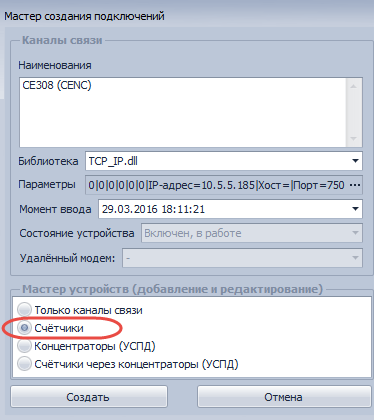 Мастер создания подключений
Каналы связи
Наименования
CE308 (CENC)
Библиотека TCP_IP.dll
Параметры 0|0|0|0|0|0|IP-адрес=10.5.5.185|Хост=|Порт=750 ...
Момент ввода 29.03.2016 18:11:21
Состояние устройства Включен, в работе
Удалённый модем: -
Мастер устройств (добавление и редактирование)
Только каналы связи
Счётчики
Концентраторы (УСПД)
Счётчики через концентраторы (УСПД)
Создать Отмена